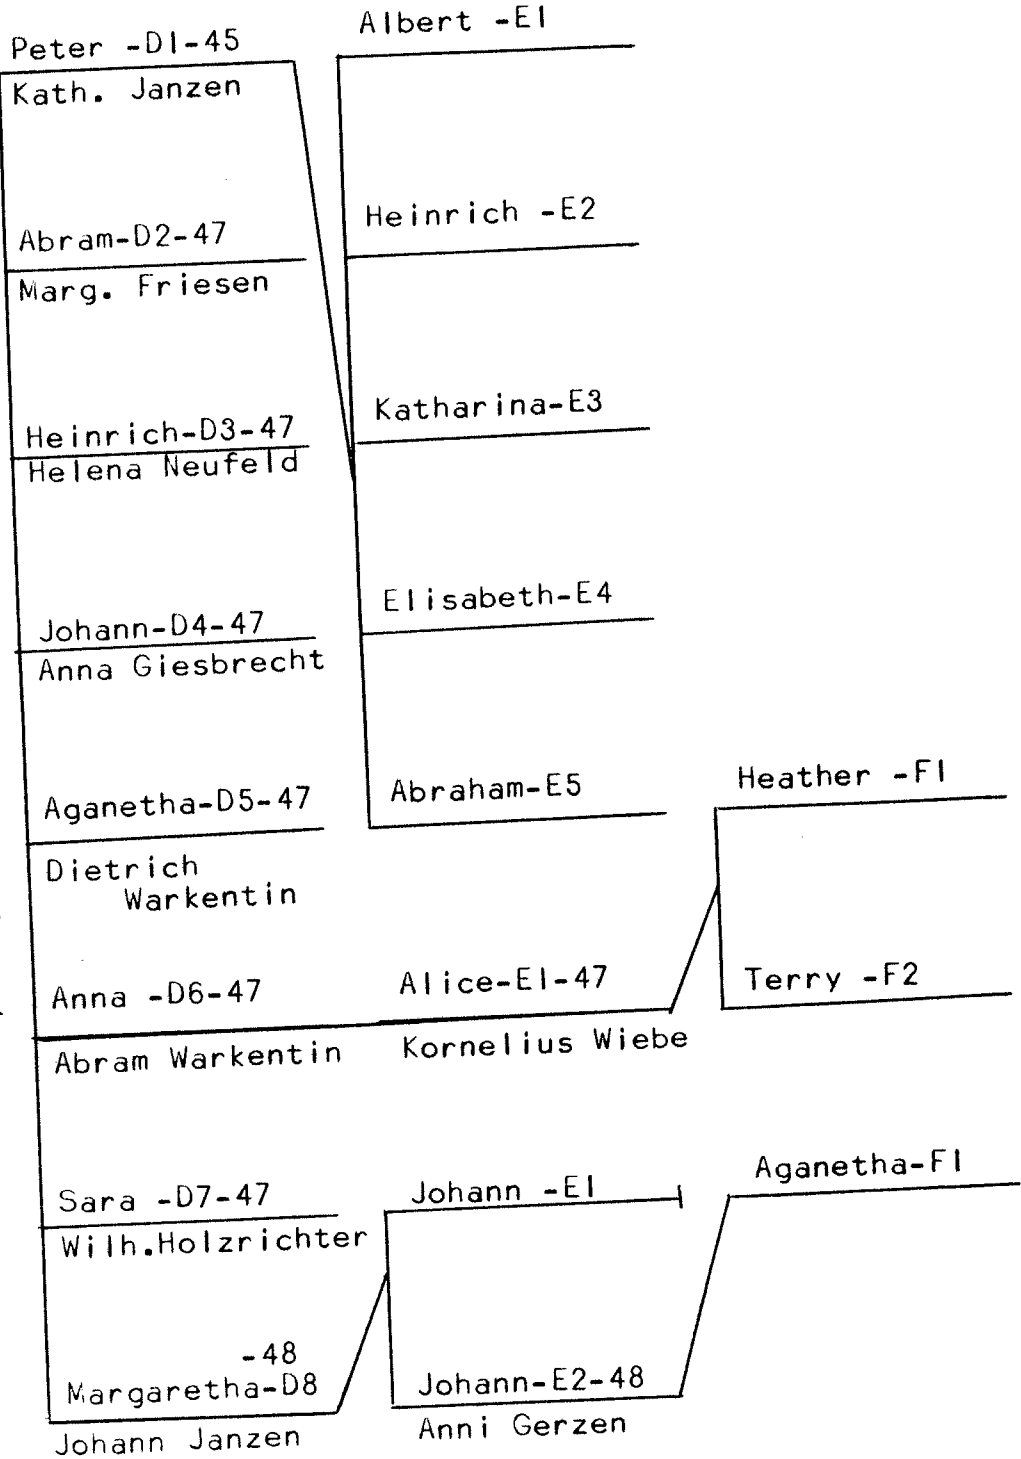 Peter -D1-45
Kath. Janzen
Abram-D2-47
Marg. Friesen
Heinrich-D3-47
Helena Neufeld
Johann-D4-47
Anna Giesbrecht
Aganetha-D5-47
Dietrich
Warkentin
Anna -D6-47
Abram Warkentin
Sara -D7-47
Wilh.Holzrichter
-48
Margaretha-D8
Johann Janzen
Albert -E1
Heinrich -E2
Katharina-E3
Elisabeth-E4
Abraham-E5
Alice-E1-47
Kornelius Wiebe
Johann -E1
Johann-E2-48
Anni Gerzen
Heather -F1
Terry -F2
Aganetha-F1